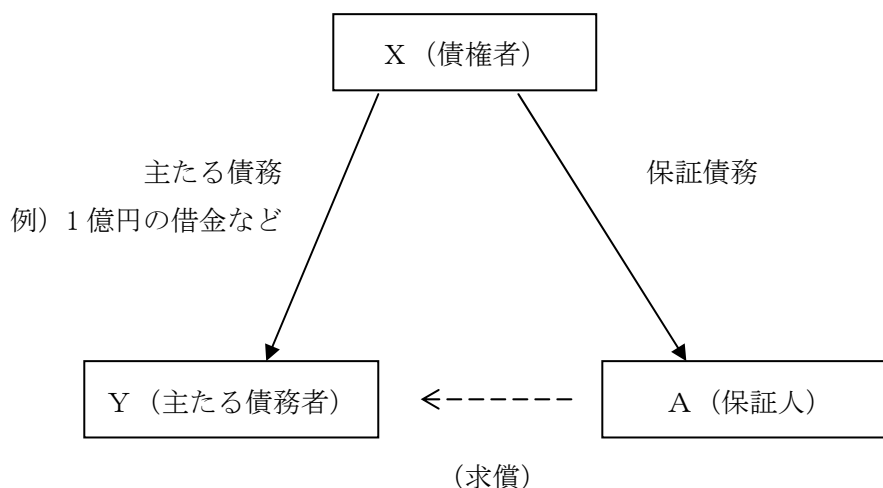 X（債権者）
主たる債務
例）1億円の借金など
保証債務
Y（主たる債務者）
A（保証人）
（求償）